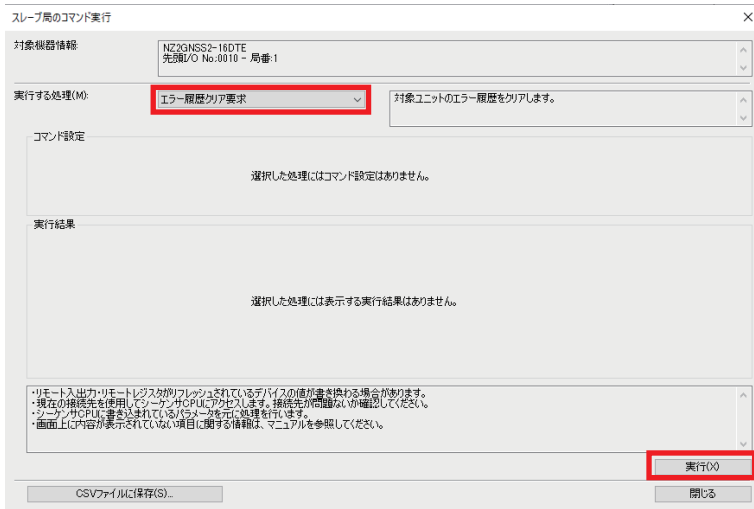 スレーブ局のコマンド実行
対象機器情報:
NZ2GNSS2-16DTE
先頭I/O No:0010 - 局番:1
実行する処理(M):
エラー履歴クリア要求
対象ユニットのエラー履歴をクリアします。
コマンド設定
選択した処理にはコマンド設定はありません。
実行結果
選択した処理には表示する実行結果はありません。
・リモート入出力・リモートレジスタがリフレッシュされているデバイスの値が書き換わる場合があります。
・現在の接続先を使用してシーケンサCPUにアクセスします。接続先が問題ないか確認してください。
・シーケンサCPUに書き込まれているパラメータを元に処理を行います。
・画面上に内容が表示されていない項目に関する情報は、マニュアルを参照してください。
実行(X)
CSVファイルに保存(S)...
閉じる